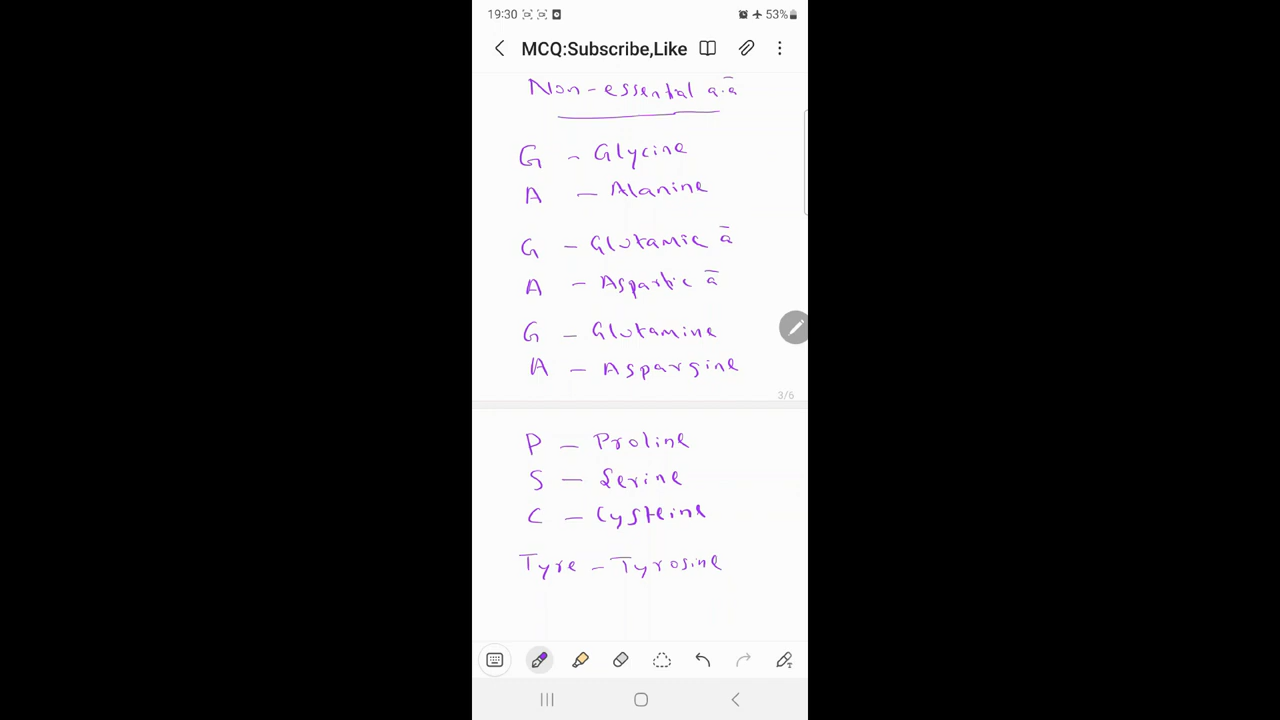 19:30 53%
MCQ:Subscribe,Like
Non-essential a.a
G - Glycine
A - Alanine
G - Glutamic a
A - Aspartic a
G - Glutamine
A - Aspargine
3/6
P - Proline
S - Serine
C - Cysteine
Tyre - Tyrosine